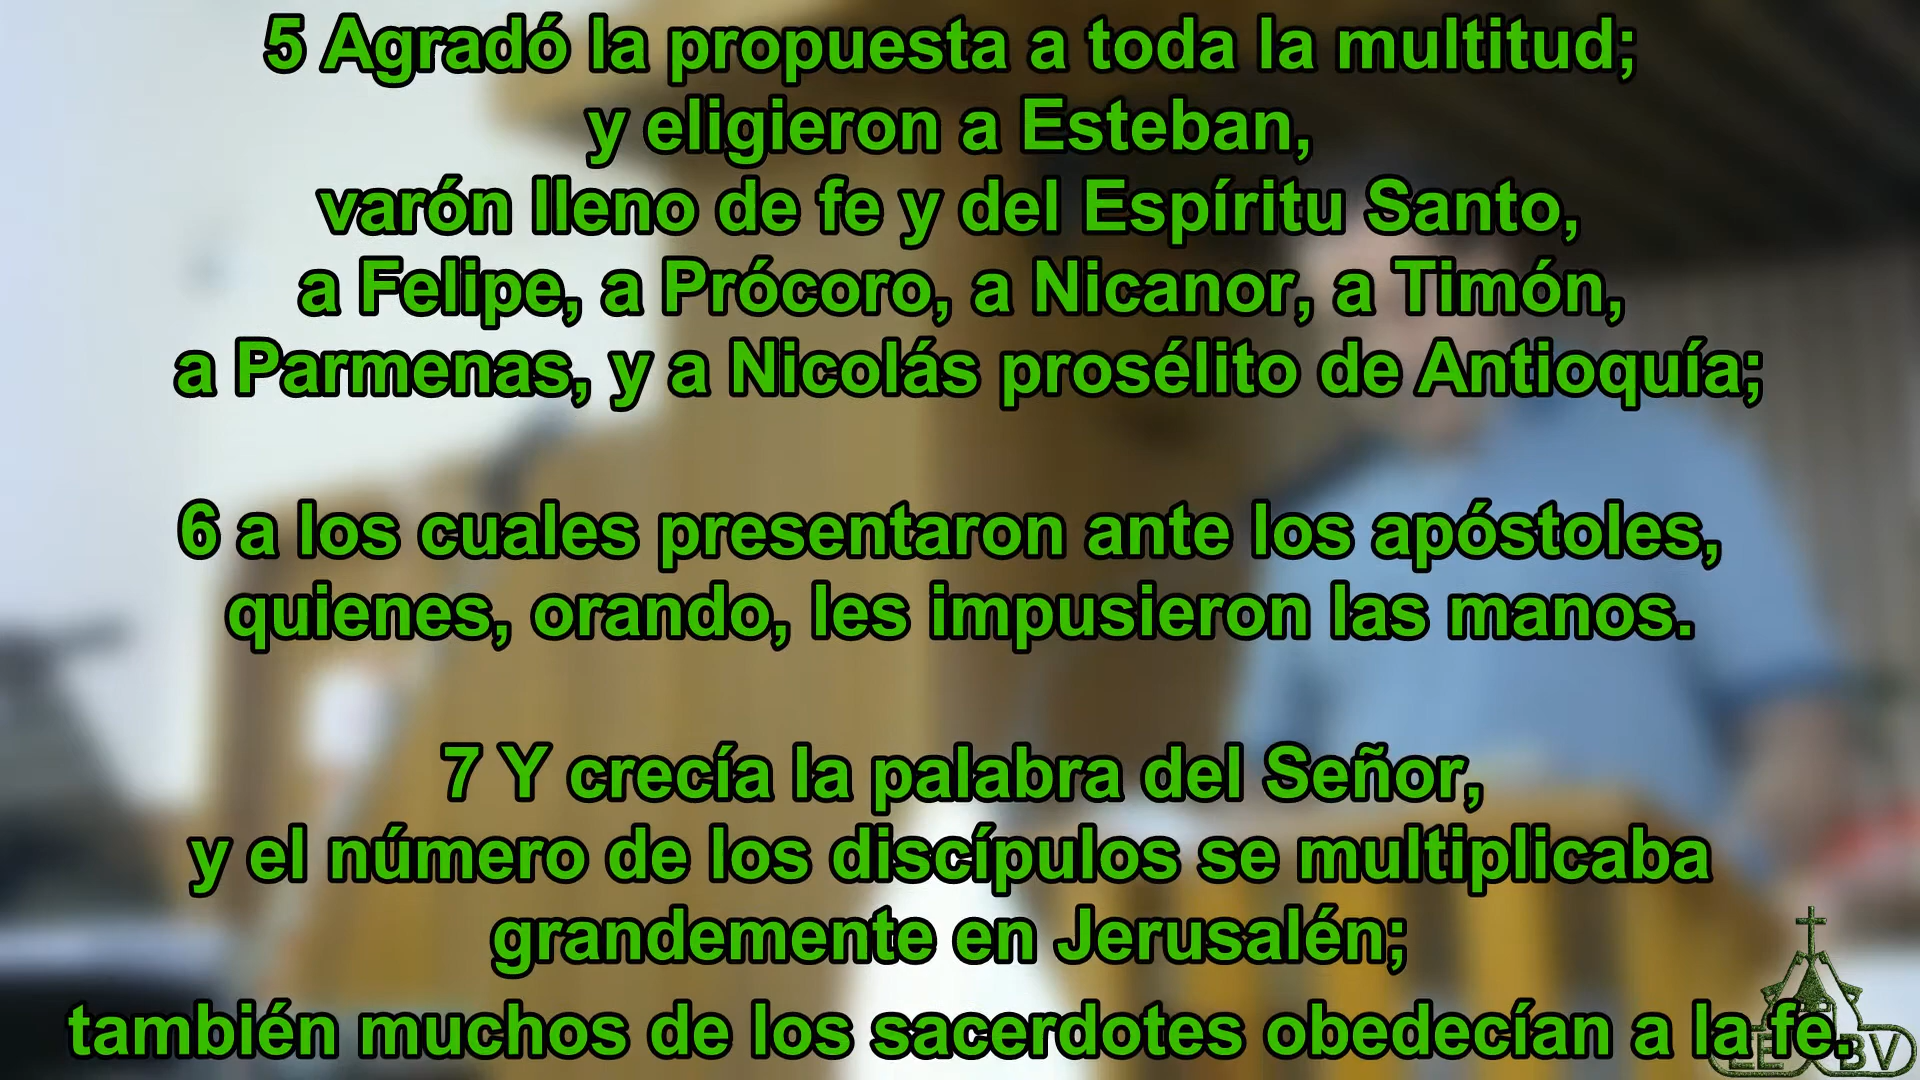 5 Agradó la propuesta a toda la multitud;
y eligieron a Esteban,
varón lleno de fe y del Espíritu Santo,
a Felipe, a Prócoro, a Nicanor, a Timón,
a Parmenas, y a Nicolás prosélito de Antioquía;
6 a los cuales presentaron ante los apóstoles,
quienes, orando, les impusieron las manos.
7 Y crecía la palabra del Señor,
y el número de los discípulos se multiplicaba
grandemente en Jerusalén;
también muchos de los sacerdotes obedecían a la fe.